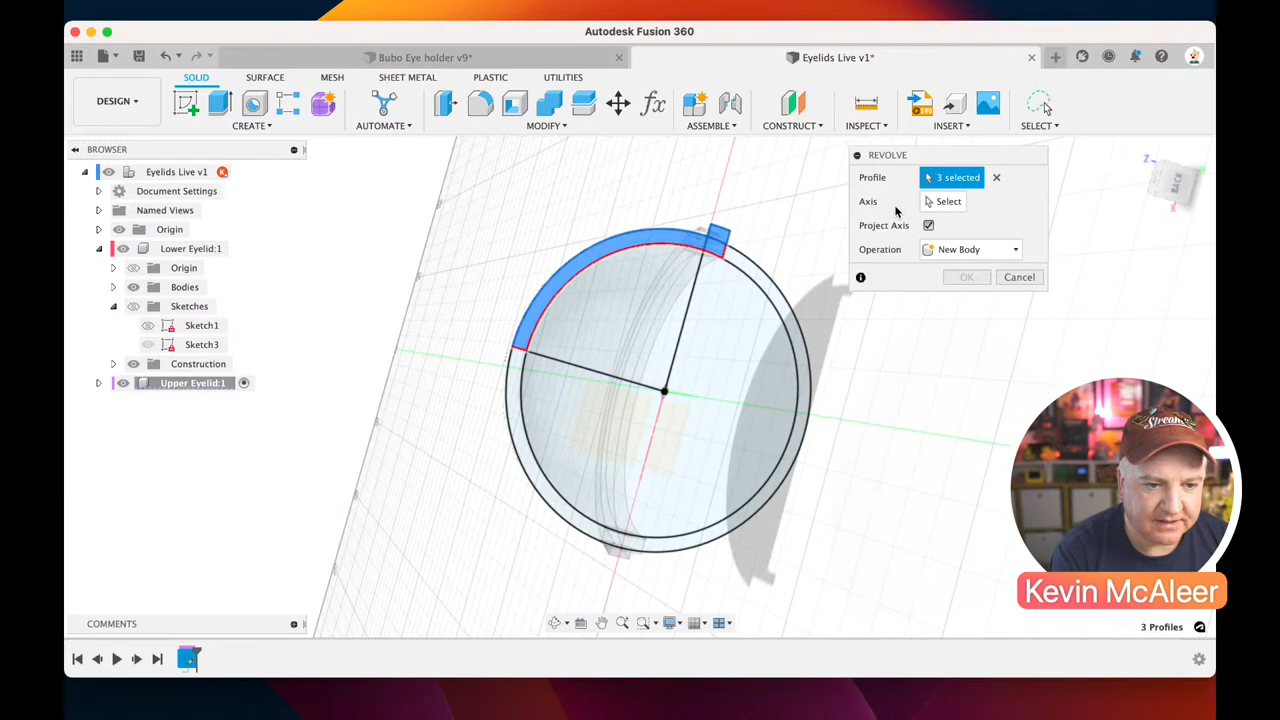 Autodesk Fusion 360
Bubo Eye holder v9*
Eyelids Live v1*
DESIGN
SOLID
SURFACE
MESH
SHEET METAL
PLASTIC
UTILITIES
CREATE
AUTOMATE
MODIFY
fx
ASSEMBLE
CONSTRUCT
INSPECT
INSERT
SELECT
BROWSER
Eyelids Live v1
K
Document Settings
Named Views
Origin
Lower Eyelid:1
Origin
Bodies
Sketches
Sketch1
Sketch3
Construction
Upper Eyelid:1
REVOLVE
Profile
3 selected
Axis
Select
Project Axis
Operation
New Body
OK
Cancel
Z
BACK
X
Kevin McAleer
COMMENTS
3 Profiles